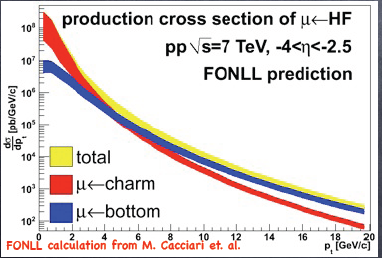 production cross section of μ←HF
pp √s=7 TeV, -4<η<-2.5
FONLL prediction
dσ/dpt [pb/GeV/c]
10⁸
10⁷
10⁶
10⁵
10⁴
10³
10²
total
μ←charm
μ←bottom
0 2 4 6 8 10 12 14 16 18 20
FONLL calculation from M. Cacciari et. al.
pt [GeV/c]